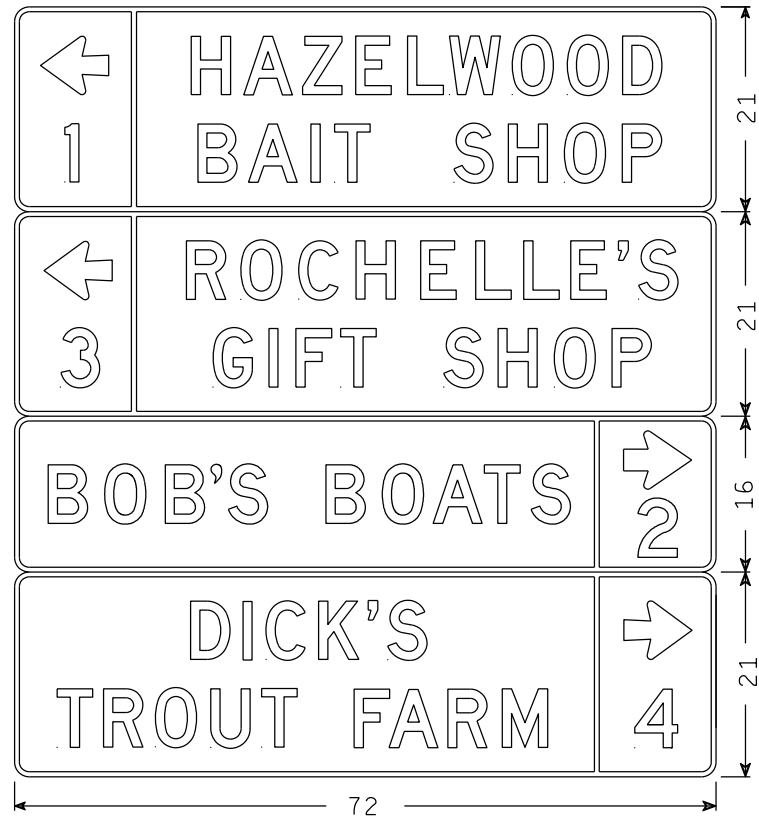 HAZELWOOD
1 BAIT SHOP
21
ROCHELLE'S
3 GIFT SHOP
21
BOB'S BOATS
2
16
DICK'S
TROUT FARM 4
21
72